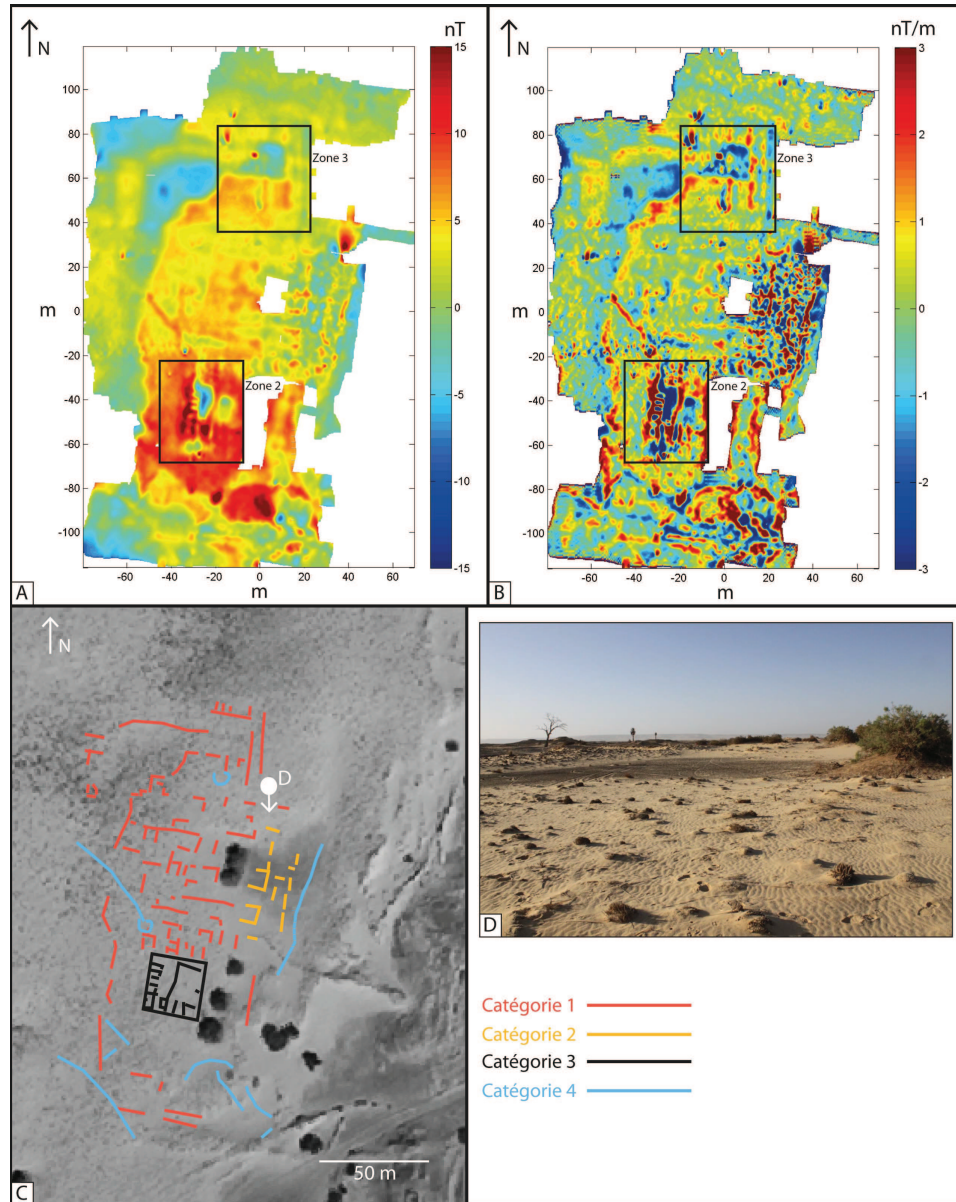 N
nT
15
10
5
0
-5
-10
-15
100
80
60
40
20
0
-20
-40
-60
-80
-100
m
-60
-40
-20
0
20
40
60
m
Zone 3
Zone 2
A
N
nT/m
3
2
1
0
-1
-2
-3
100
80
60
40
20
0
-20
-40
-60
-80
-100
m
-60
-40
-20
0
20
40
60
m
Zone 3
Zone 2
B
N
D
50 m
C
D
Catégorie 1
Catégorie 2
Catégorie 3
Catégorie 4